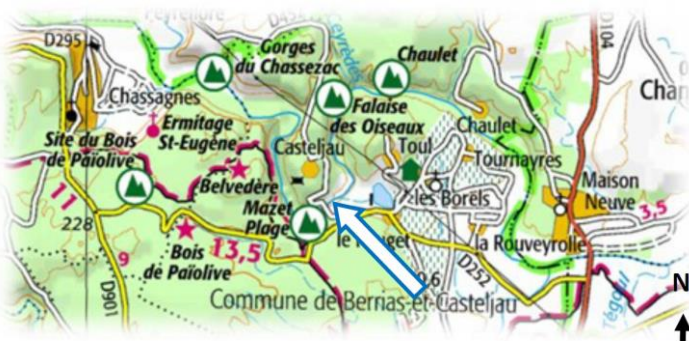 D295
Gorges
du Chassezac
Chaulet
D104
Chassagnes
Ermitage
St-Eugène
Falaise
des Oiseaux
Site du Bois
de Païolive
Casteljau
Toul
Chaulet
Tournayres
Belvédère
Mazet
Plage
les Borels
Maison
Neuve
3,5
11
228
9
Bois
de Païolive
13,5
la Rouveyrolle
D252
D901
Commune de Berrias-et-Casteljau
N